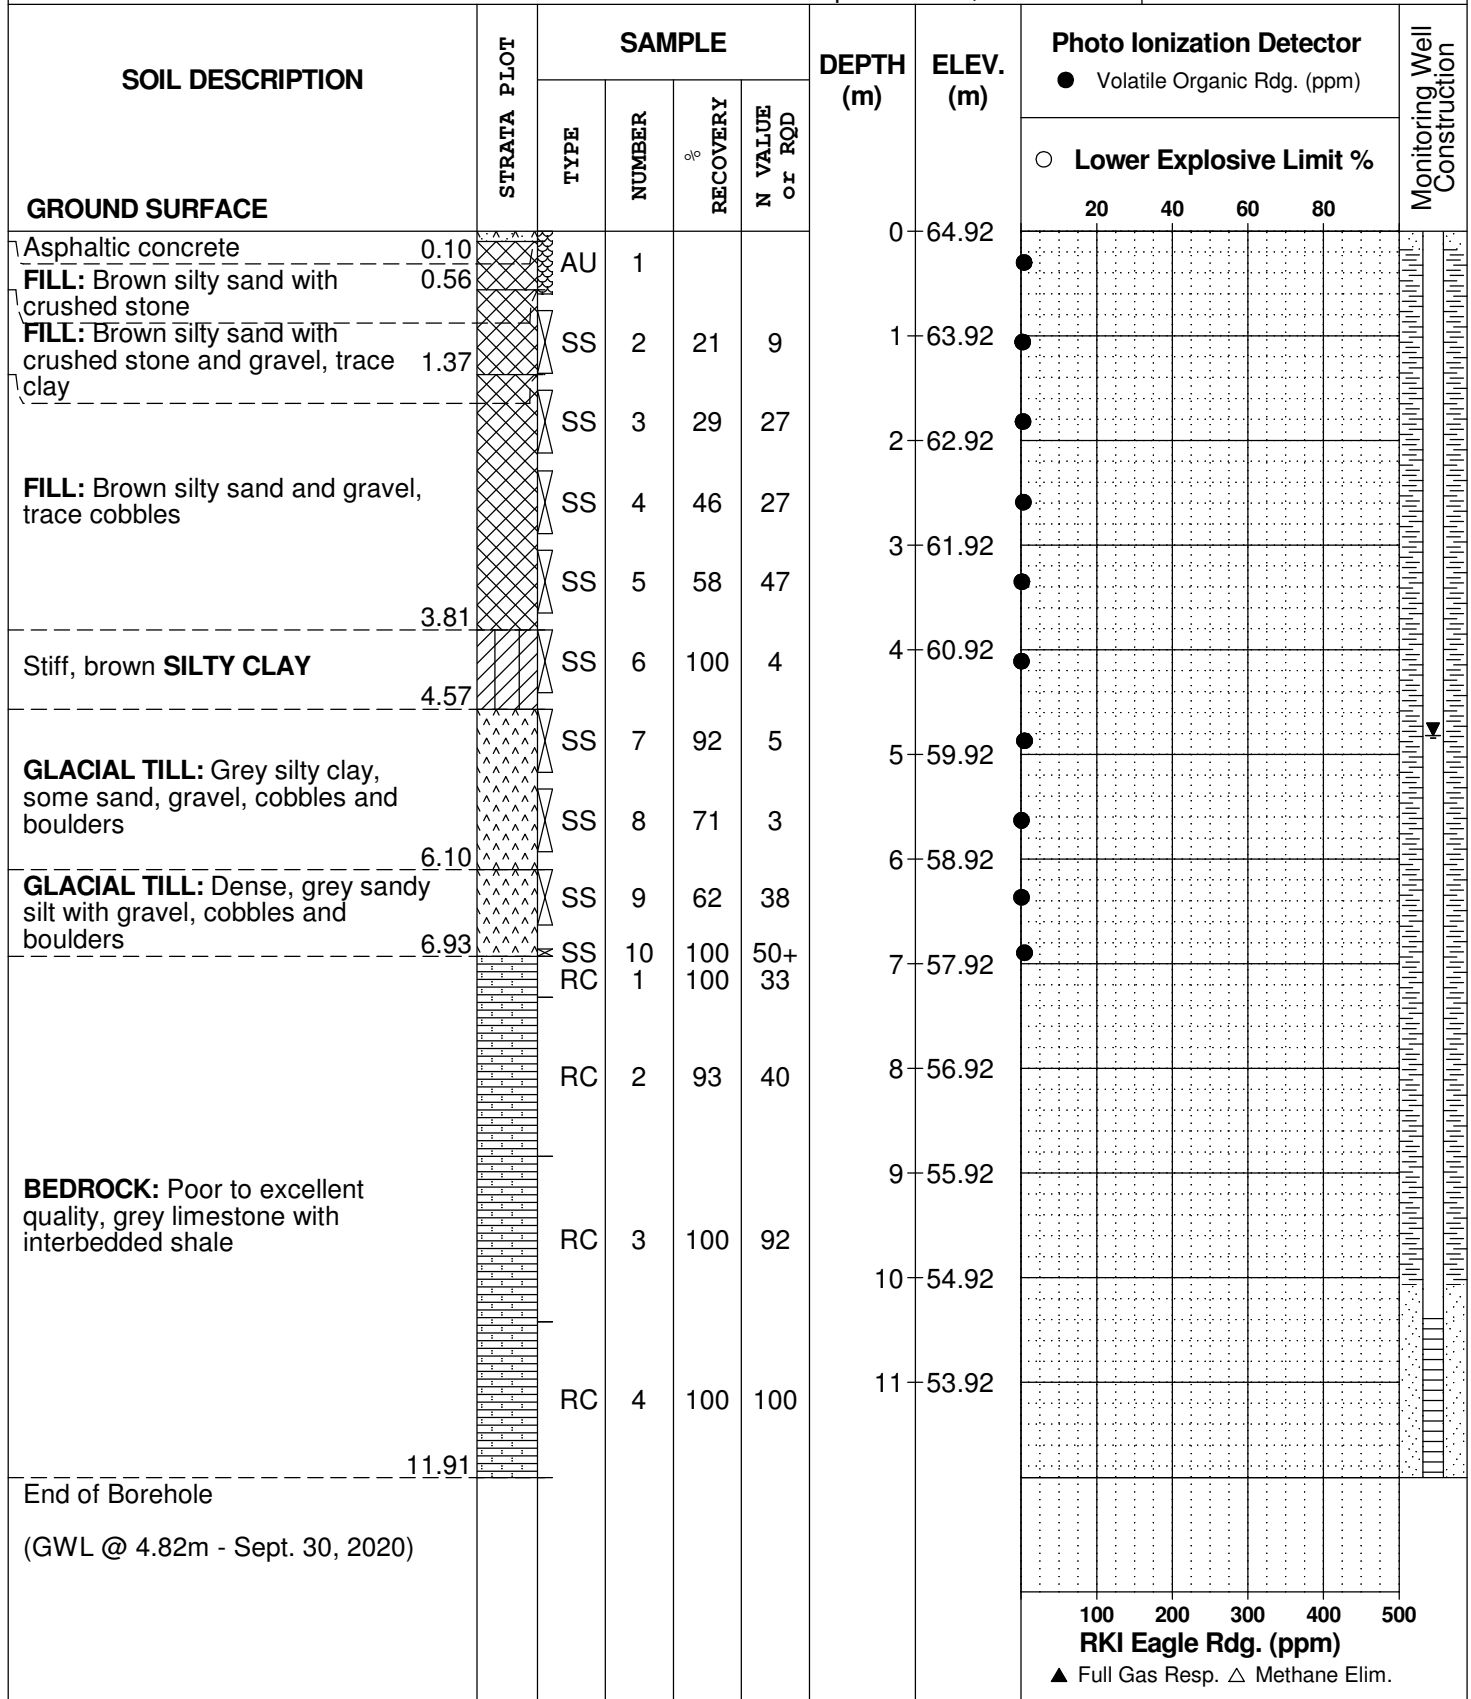 SOIL DESCRIPTION
GROUND SURFACE
STRATA PLOT
SAMPLE
TYPE
NUMBER
%
RECOVERY
N VALUE
or RQD
DEPTH
(m)
ELEV.
(m)
Photo Ionization Detector
● Volatile Organic Rdg. (ppm)
○ Lower Explosive Limit %
20 40 60 80
Monitoring Well
Construction
0 64.92
Asphaltic concrete 0.10
AU 1
FILL: Brown silty sand with 0.56
crushed stone
FILL: Brown silty sand with
crushed stone and gravel, trace 1.37
clay
SS 2 21 9
1 63.92
SS 3 29 27
2 62.92
FILL: Brown silty sand and gravel,
trace cobbles
SS 4 46 27
3 61.92
SS 5 58 47
3.81
Stiff, brown SILTY CLAY
SS 6 100 4
4 60.92
4.57
SS 7 92 5
5 59.92
GLACIAL TILL: Grey silty clay,
some sand, gravel, cobbles and
boulders
SS 8 71 3
6.10
6 58.92
GLACIAL TILL: Dense, grey sandy
silt with gravel, cobbles and
boulders 6.93
SS 9 62 38
SS 10 100 50+
7 57.92
RC 1 100 33
RC 2 93 40
8 56.92
9 55.92
BEDROCK: Poor to excellent
quality, grey limestone with
interbedded shale
RC 3 100 92
10 54.92
11 53.92
RC 4 100 100
11.91
End of Borehole
(GWL @ 4.82m - Sept. 30, 2020)
100 200 300 400 500
RKI Eagle Rdg. (ppm)
▲ Full Gas Resp. △ Methane Elim.